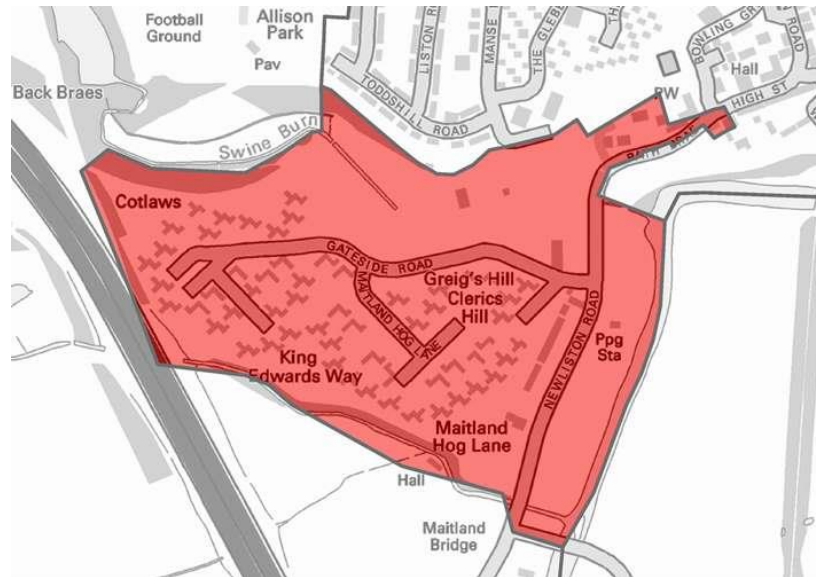 Football
Ground
Allison
Park
Pav
Back Braes
Swine Burn
TODDSHILL ROAD
LISTON
MANSE
THE GLEBE
BOWLING GR
ROAD
Hall
PW
HIGH ST
Cotlaws
GATESIDE ROAD
MAITLAND HOG LANE
Greig's Hill
Clerics
Hill
NEWLISTON ROAD
Ppg
Sta
King
Edwards Way
Maitland
Hog Lane
Hall
Maitland
Bridge